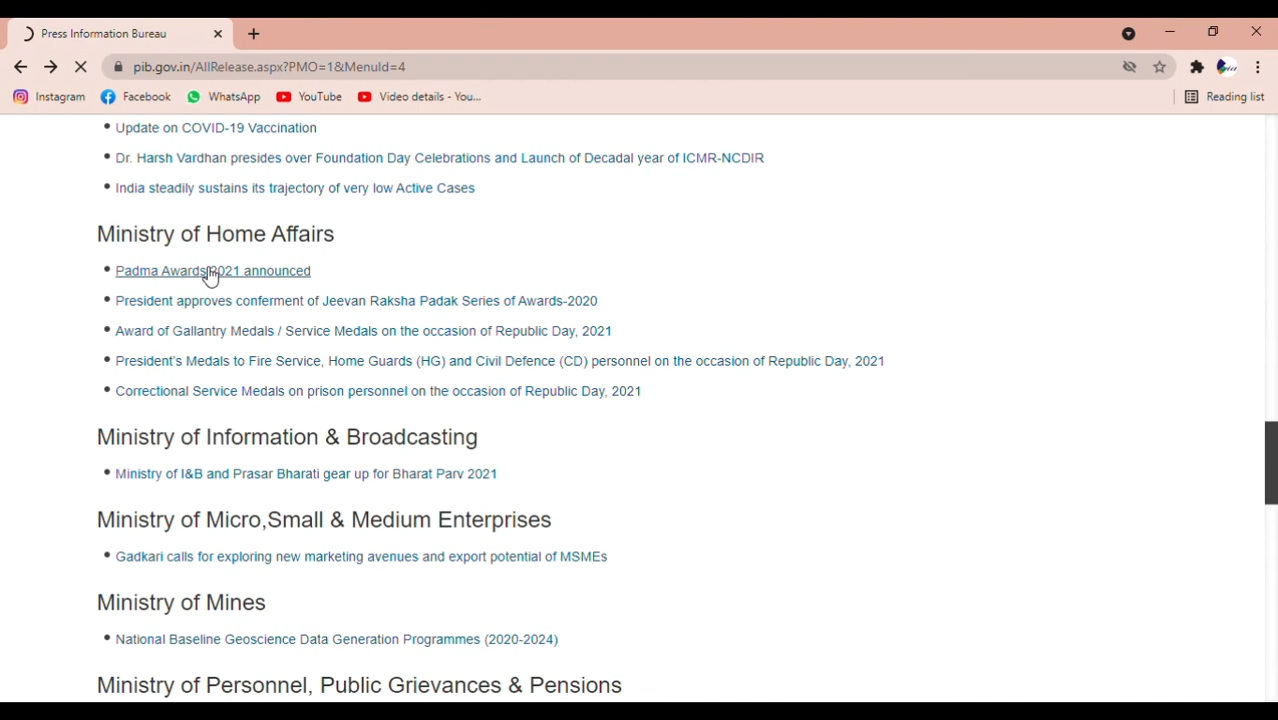 Press Information Bureau
pib.gov.in/AllRelease.aspx?PMO=1&MenuId=4
Instagram Facebook WhatsApp YouTube Video details - You... Reading list
Update on COVID-19 Vaccination
Dr. Harsh Vardhan presides over Foundation Day Celebrations and Launch of Decadal year of ICMR-NCDIR
India steadily sustains its trajectory of very low Active Cases
Ministry of Home Affairs
Padma Awards 2021 announced
President approves conferment of Jeevan Raksha Padak Series of Awards-2020
Award of Gallantry Medals / Service Medals on the occasion of Republic Day, 2021
President's Medals to Fire Service, Home Guards (HG) and Civil Defence (CD) personnel on the occasion of Republic Day, 2021
Correctional Service Medals on prison personnel on the occasion of Republic Day, 2021
Ministry of Information & Broadcasting
Ministry of I&B and Prasar Bharati gear up for Bharat Parv 2021
Ministry of Micro,Small & Medium Enterprises
Gadkari calls for exploring new marketing avenues and export potential of MSMEs
Ministry of Mines
National Baseline Geoscience Data Generation Programmes (2020-2024)
Ministry of Personnel, Public Grievances & Pensions